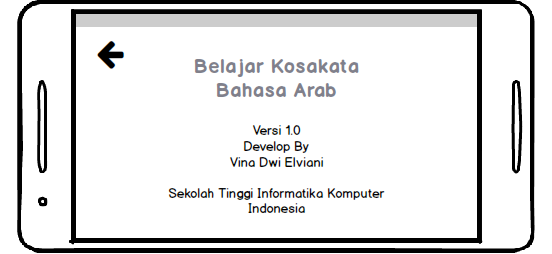 Belajar Kosakata
Bahasa Arab
Versi 1.0
Develop By
Vina Dwi Elviani
Sekolah Tinggi Informatika Komputer
Indonesia